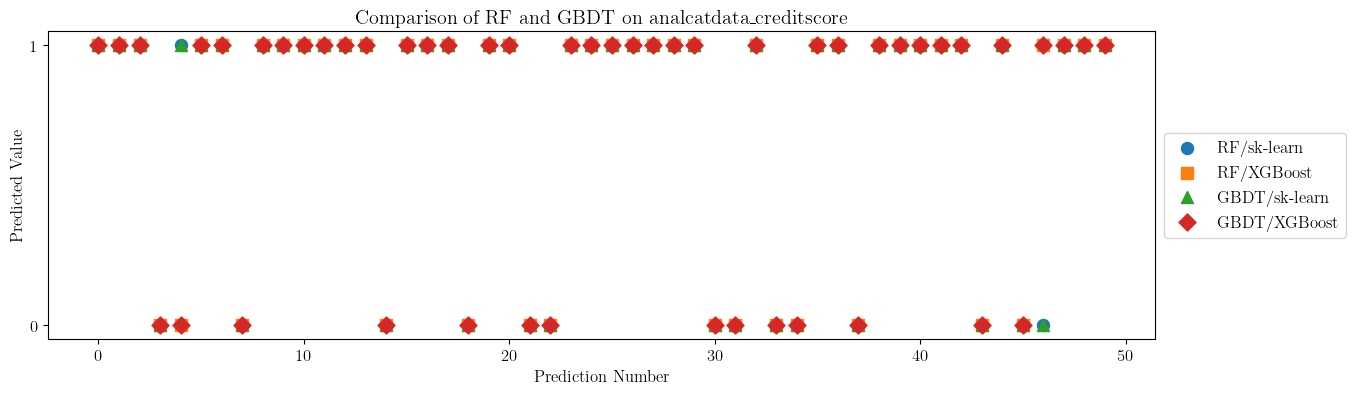 Comparison of RF and GBDT on analcatdata_creditscore
1
Predicted Value
0
0
10
20
30
40
50
Prediction Number
RF/sk-learn
RF/XGBoost
GBDT/sk-learn
GBDT/XGBoost